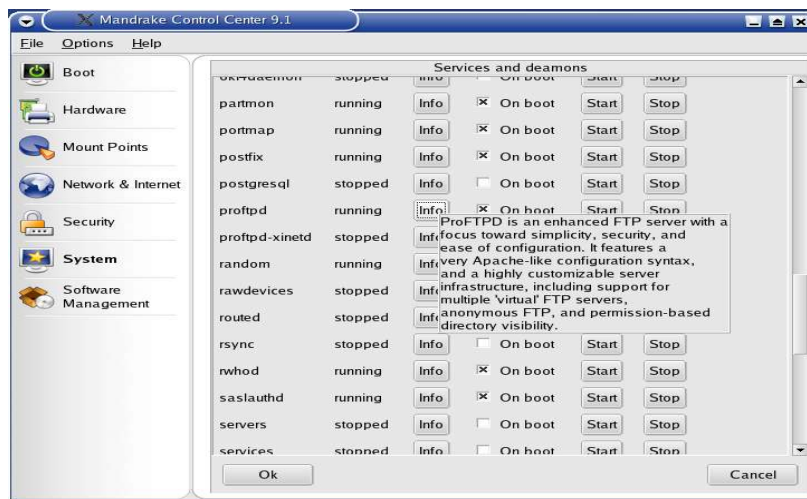 Mandrake Control Center 9.1
File Options Help
Boot
Hardware
Mount Points
Network & Internet
Security
System
Software
Management
Services and deamons
stopped Info On boot Start Stop
partmon running Info On boot Start Stop
portmap running Info On boot Start Stop
postfix running Info On boot Start Stop
postgresql stopped Info On boot Start Stop
proftpd running Info On boot Start Stop
proftpd-xinetd stopped
random running
rawdevices stopped
routed stopped
ProFTPD is an enhanced FTP server with a
focus toward simplicity, security, and
ease of configuration. It features a
very Apache-like configuration syntax,
and a highly customizable server
infrastructure, including support for
multiple 'virtual' FTP servers,
anonymous FTP, and permission-based
directory visibility.
rsync stopped Info On boot Start Stop
rwhod running Info On boot Start Stop
saslauthd running Info On boot Start Stop
servers stopped Info On boot Start Stop
services stopped Info On boot Start Stop
Ok Cancel